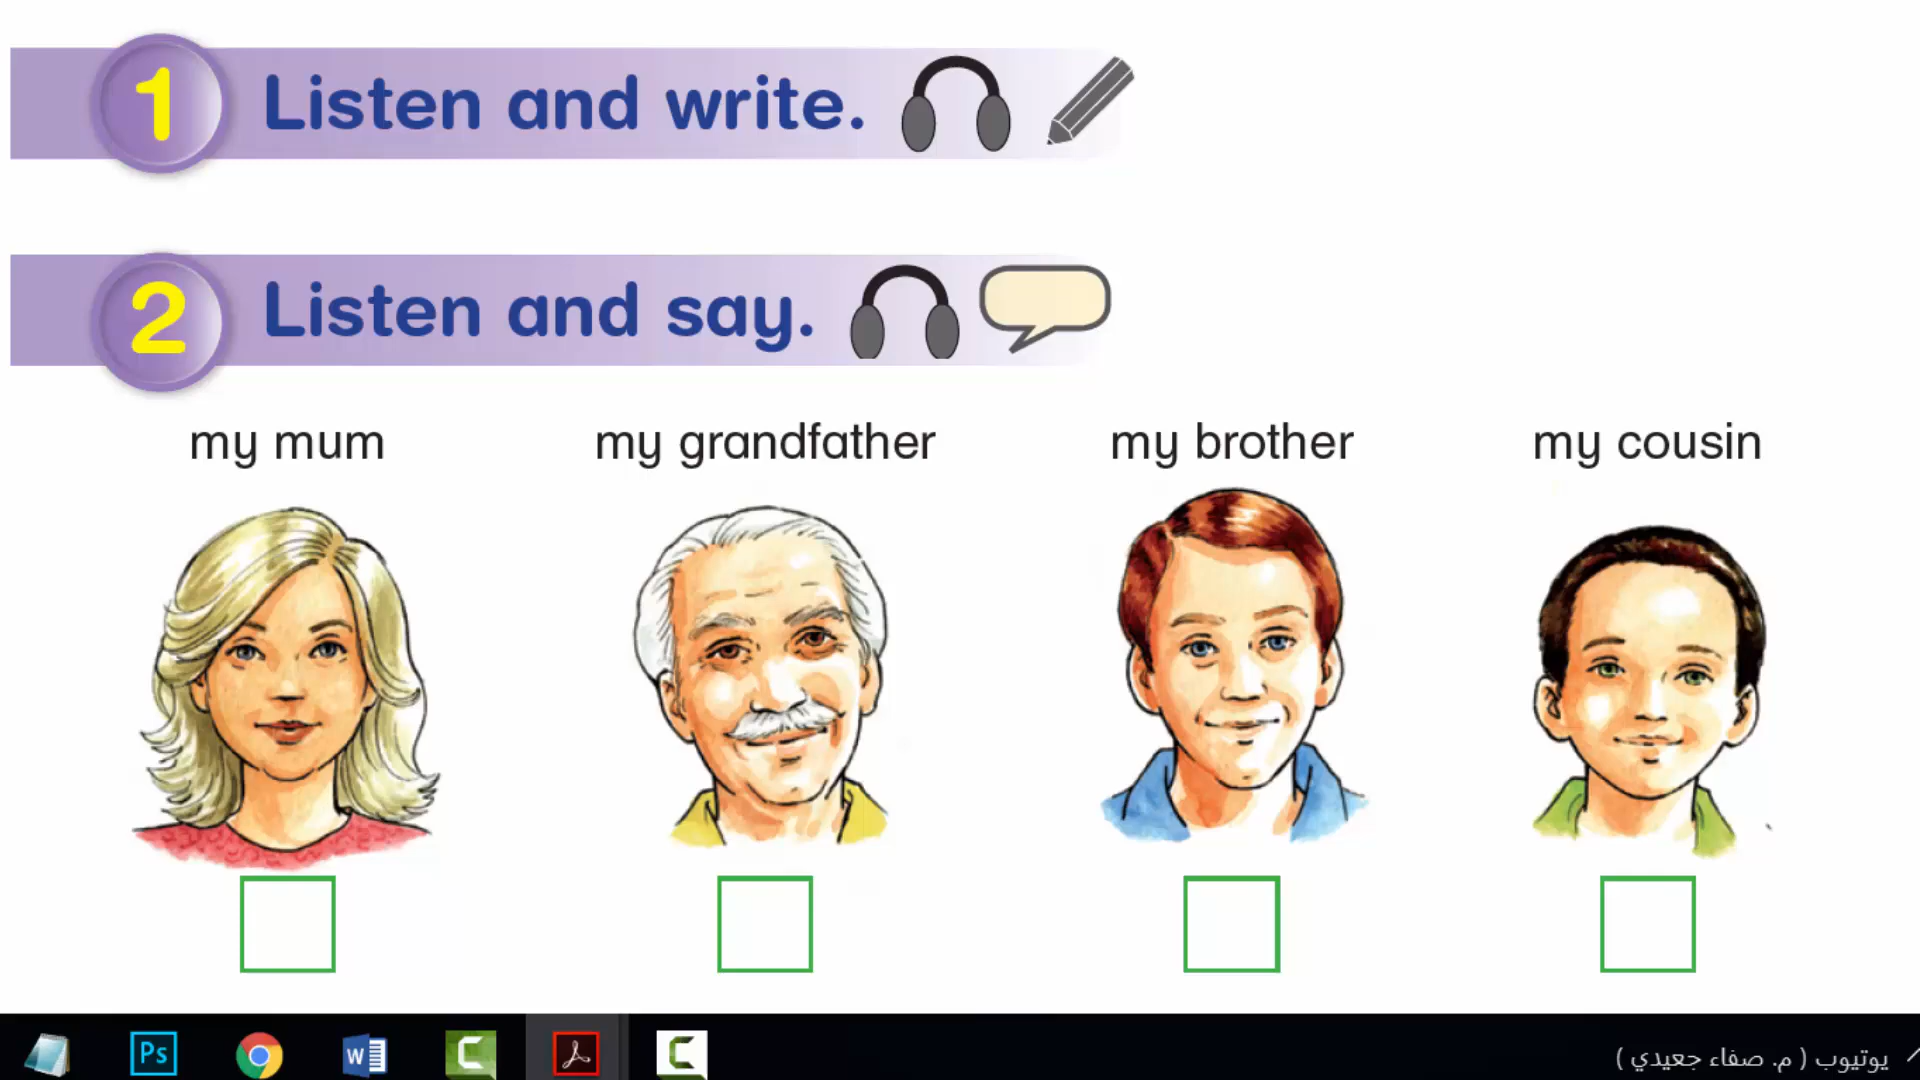 1 Listen and write.
2 Listen and say.
my mum my grandfather my brother my cousin
Ps
W
يوتيوب ( م. صفاء جعيدي )